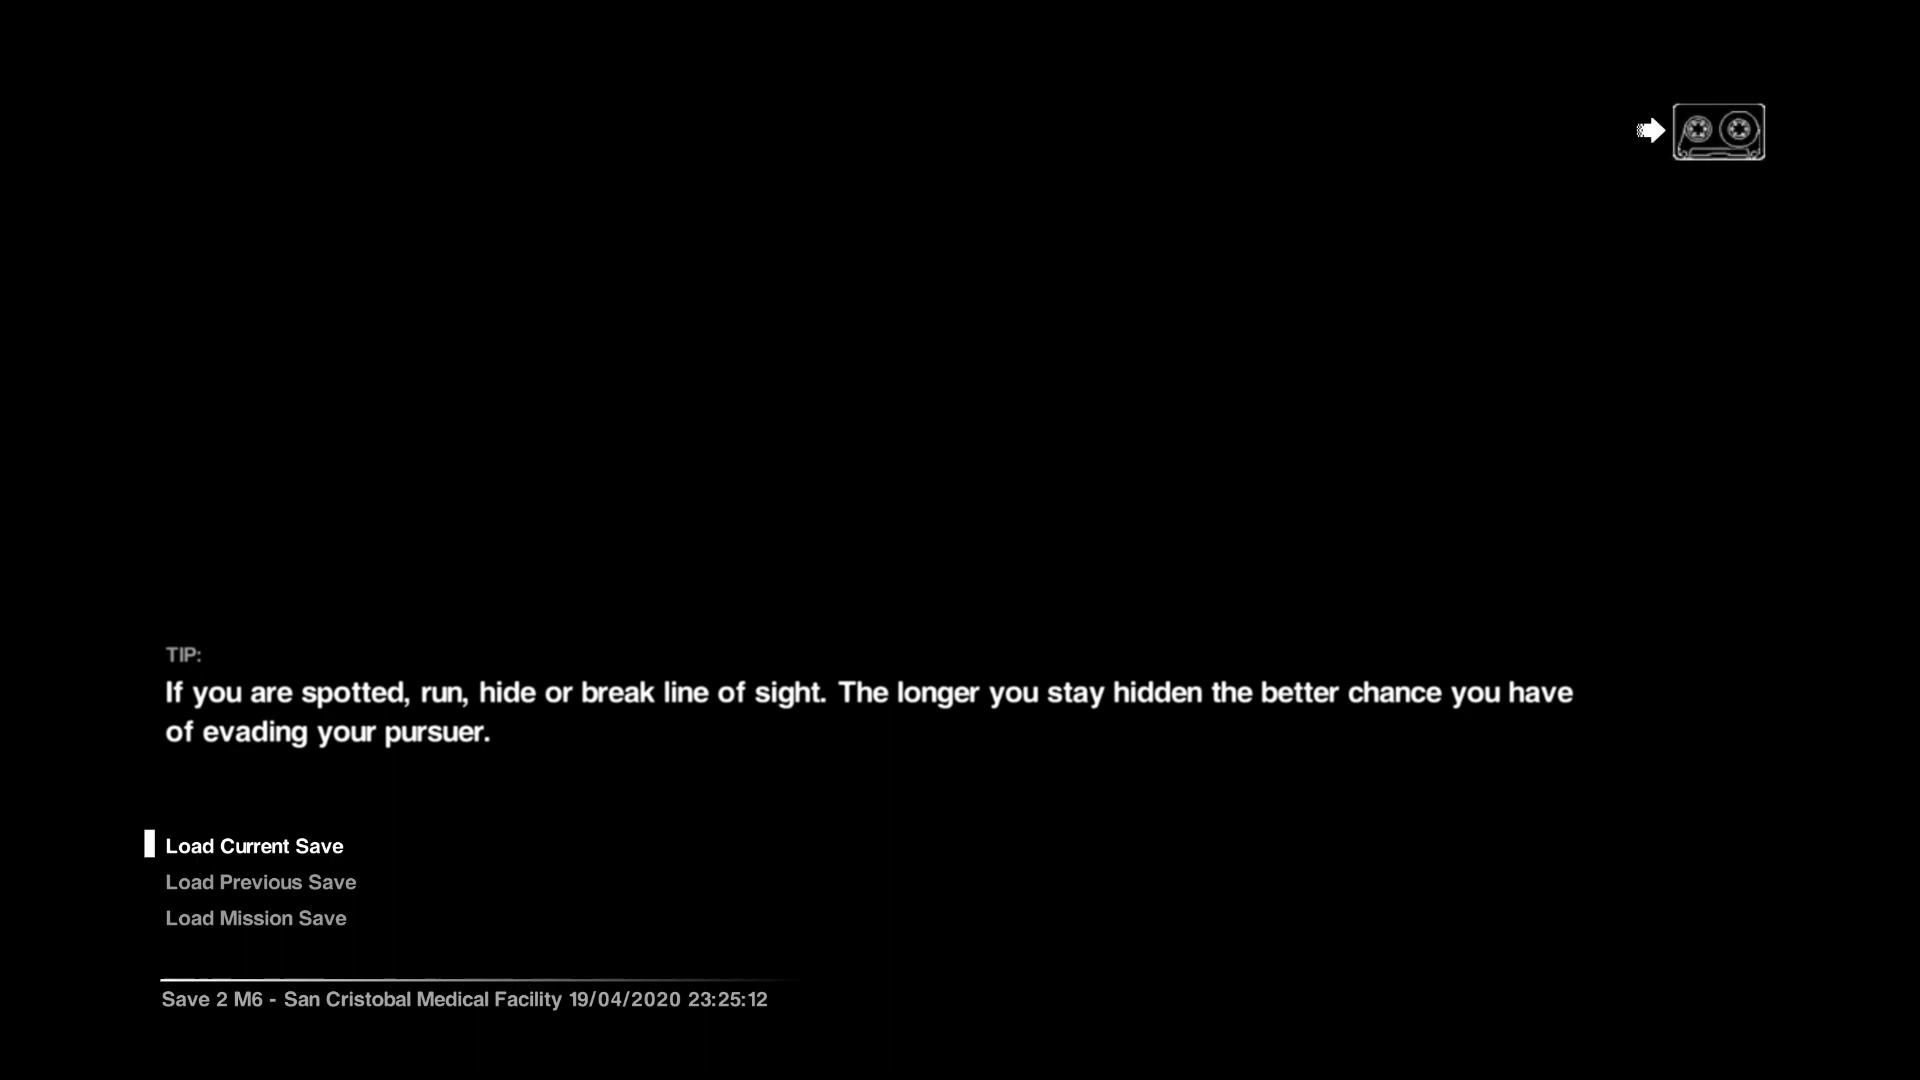 TIP:
If you are spotted, run, hide or break line of sight. The longer you stay hidden the better chance you have
of evading your pursuer.
Load Current Save
Load Previous Save
Load Mission Save
Save 2 M6 - San Cristobal Medical Facility 19/04/2020 23:25:12